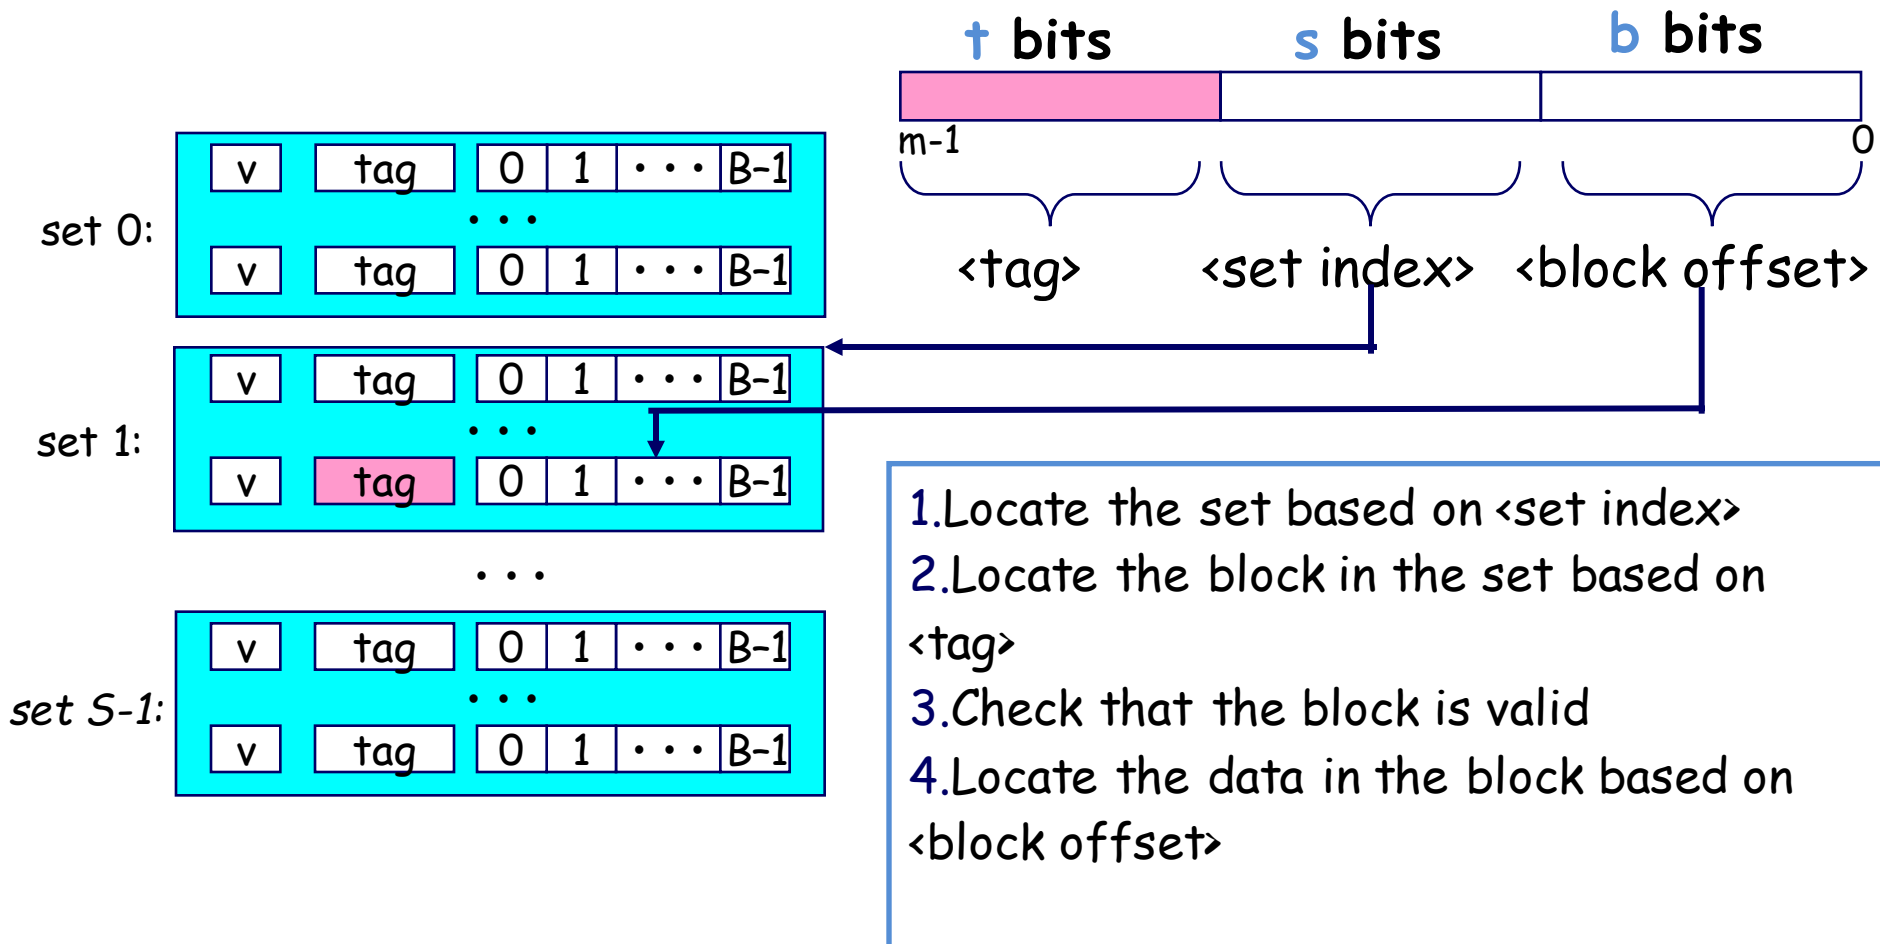 t bits s bits b bits
m-1 0
<tag> <set index> <block offset>
v tag 0 1 • • • B-1
set 0: • • •
v tag 0 1 • • • B-1
v tag 0 1 • • • B-1
set 1: • • •
v tag 0 1 • • • B-1
• • •
v tag 0 1 • • • B-1
set S-1: • • •
v tag 0 1 • • • B-1
1.Locate the set based on <set index>
2.Locate the block in the set based on
<tag>
3.Check that the block is valid
4.Locate the data in the block based on
<block offset>